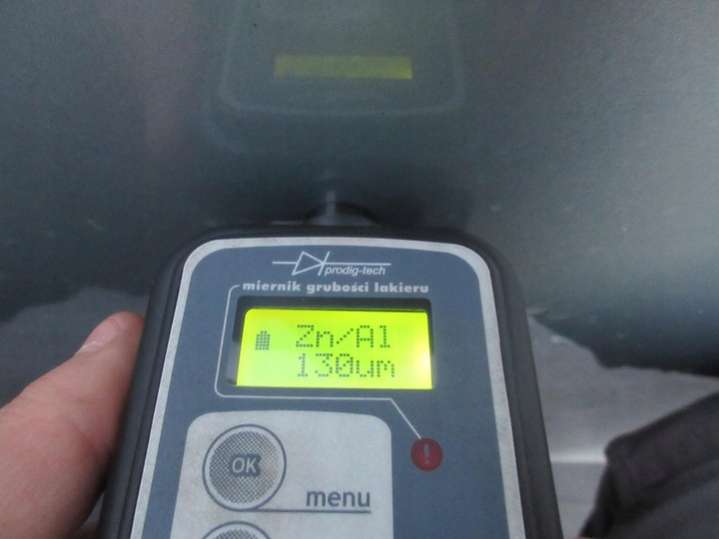 prodig-tech
miernik grubości lakieru
Zn/Al
130um
!
OK
menu